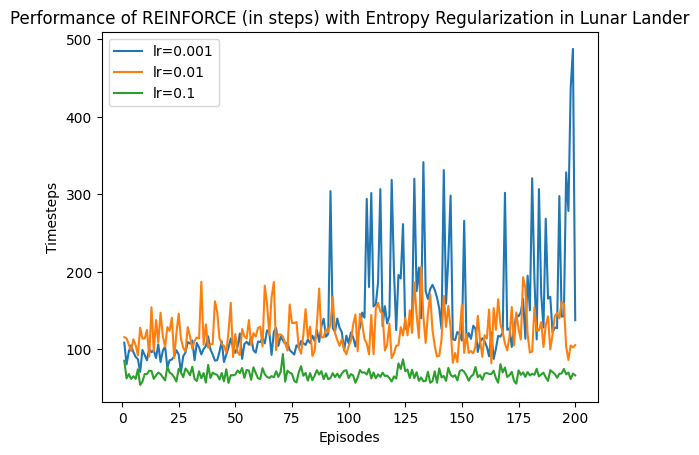 Performance of REINFORCE (in steps) with Entropy Regularization in Lunar Lander
500
lr=0.001
lr=0.01
lr=0.1
400
300
200
100
Timesteps
0
25
50
75
100
125
150
175
200
Episodes